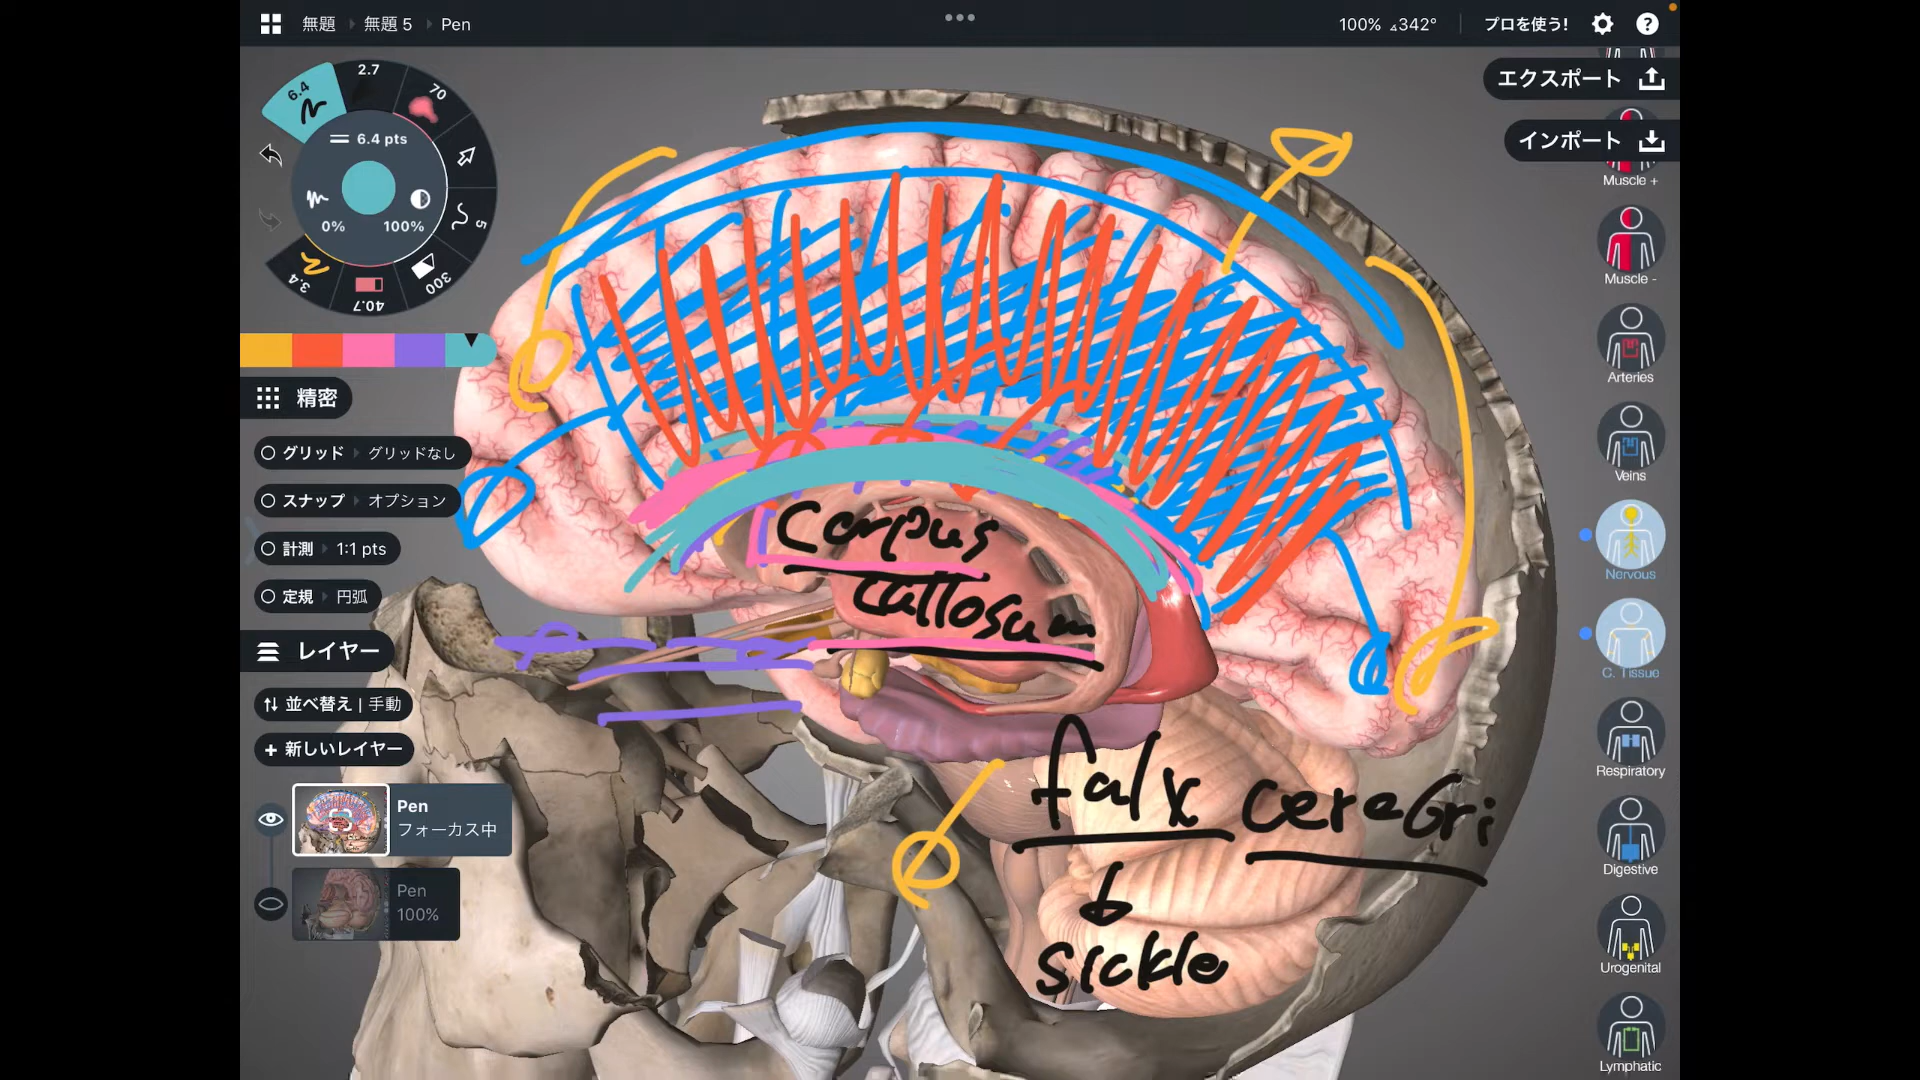 無題 無題 5 Pen
100% 342°
プロを使う!
?
エクスポート
インポート
2.7
6.4
70
6.4 pts
0% 100%
5
3.4
40.7
300
精密
グリッド グリッドなし
スナップ オプション
計測 1:1 pts
定規 円弧
レイヤー
並べ替え | 手動
+ 新しいレイヤー
Pen
フォーカス中
Pen
100%
Corpus
Callosum
falx cerebri
sickle
Muscle +
Muscle -
Arteries
Veins
Nervous
C. Tissue
Respiratory
Digestive
Urogenital
Lymphatic